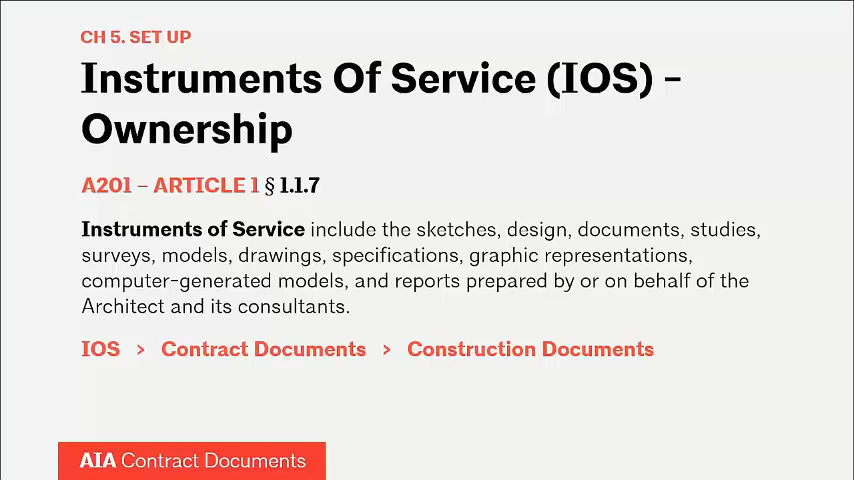 CH 5. SET UP
Instruments Of Service (IOS) –
Ownership
A201 – ARTICLE 1 § 1.1.7
Instruments of Service include the sketches, design, documents, studies,
surveys, models, drawings, specifications, graphic representations,
computer-generated models, and reports prepared by or on behalf of the
Architect and its consultants.
IOS > Contract Documents > Construction Documents
AIA Contract Documents